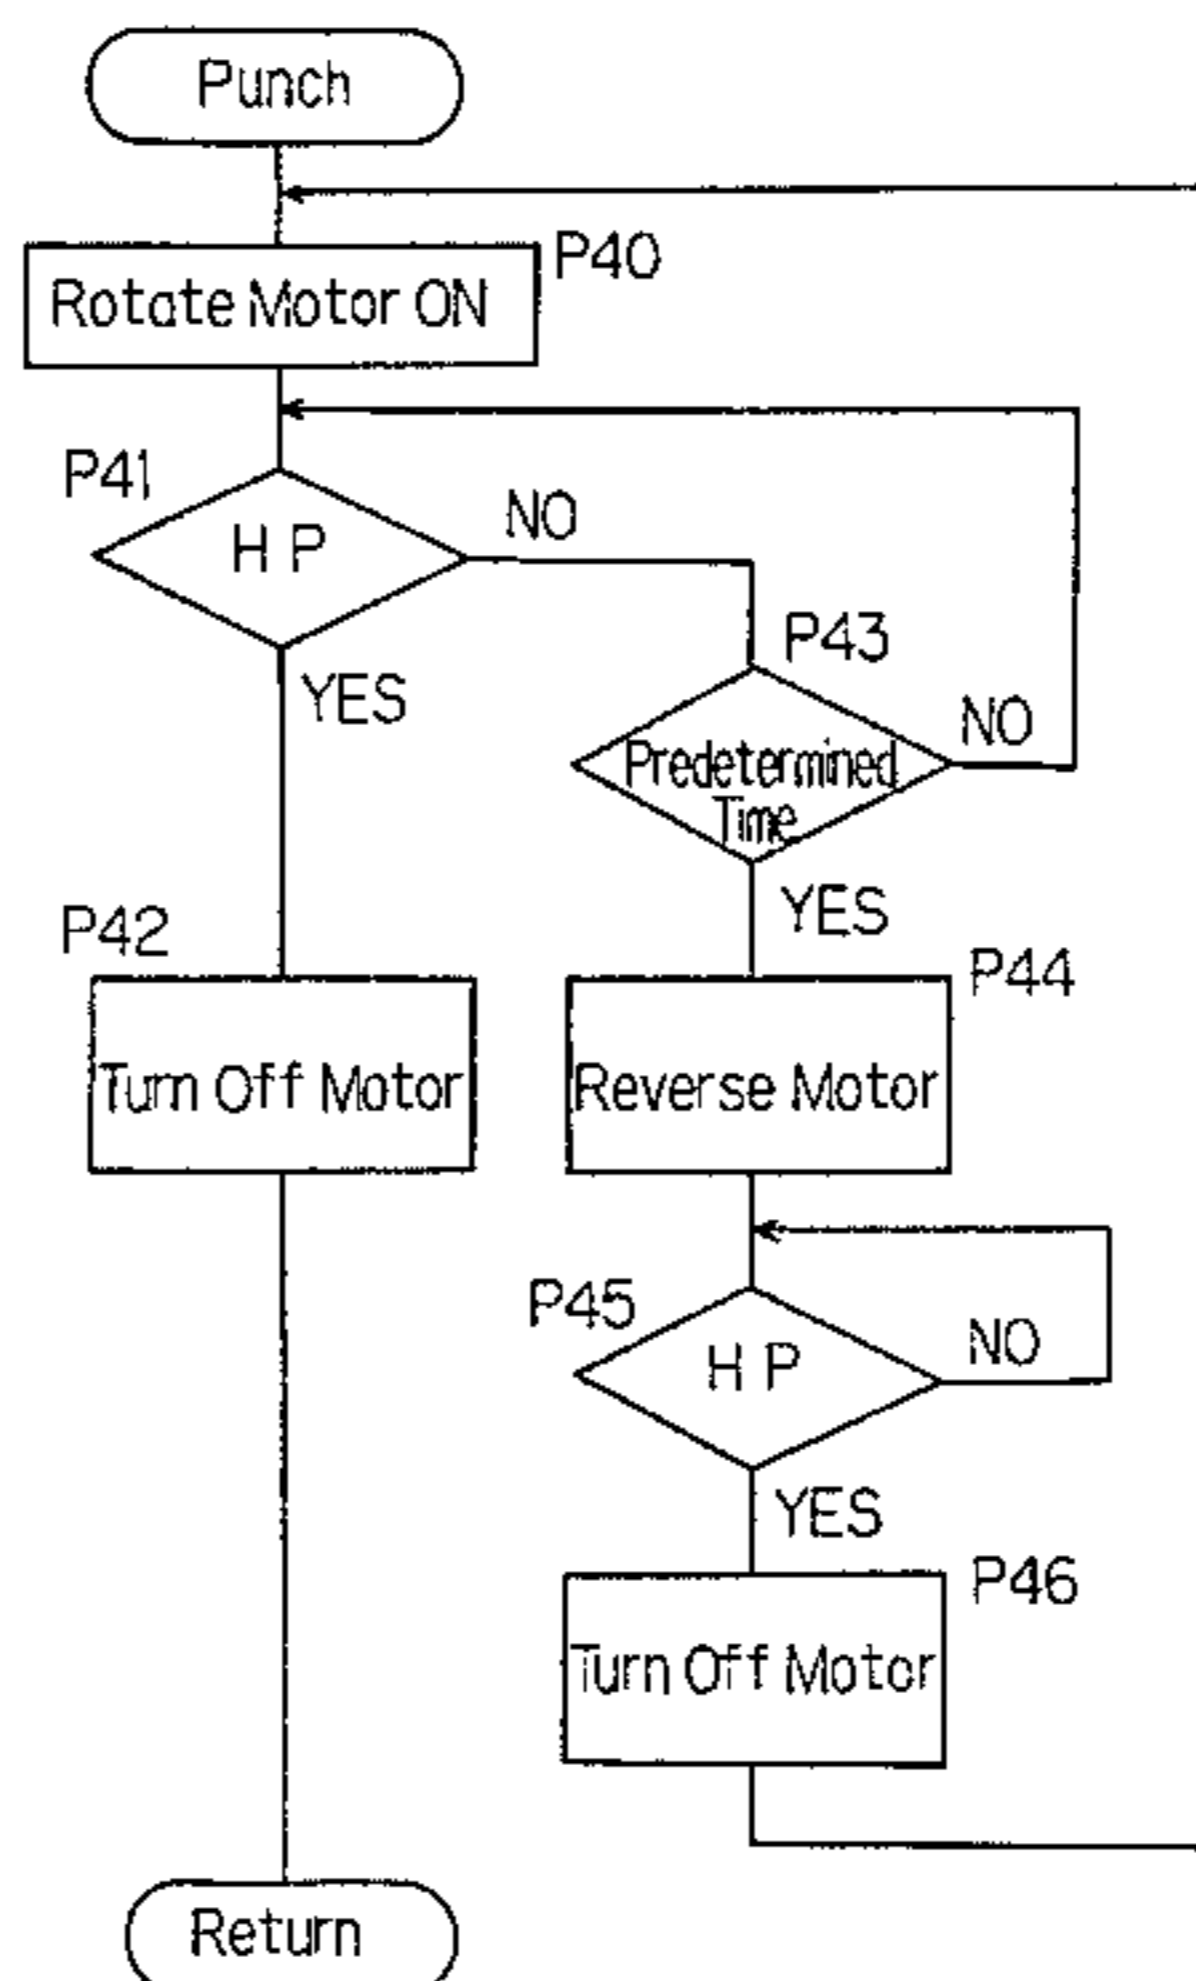 Punch
P40
Rotate Motor ON
P41
H P
NO
YES
P43
Predetermined
Time
NO
YES
P42
Turn Off Motor
P44
Reverse Motor
P45
H P
NO
YES
P46
Turn Off Motor
Return